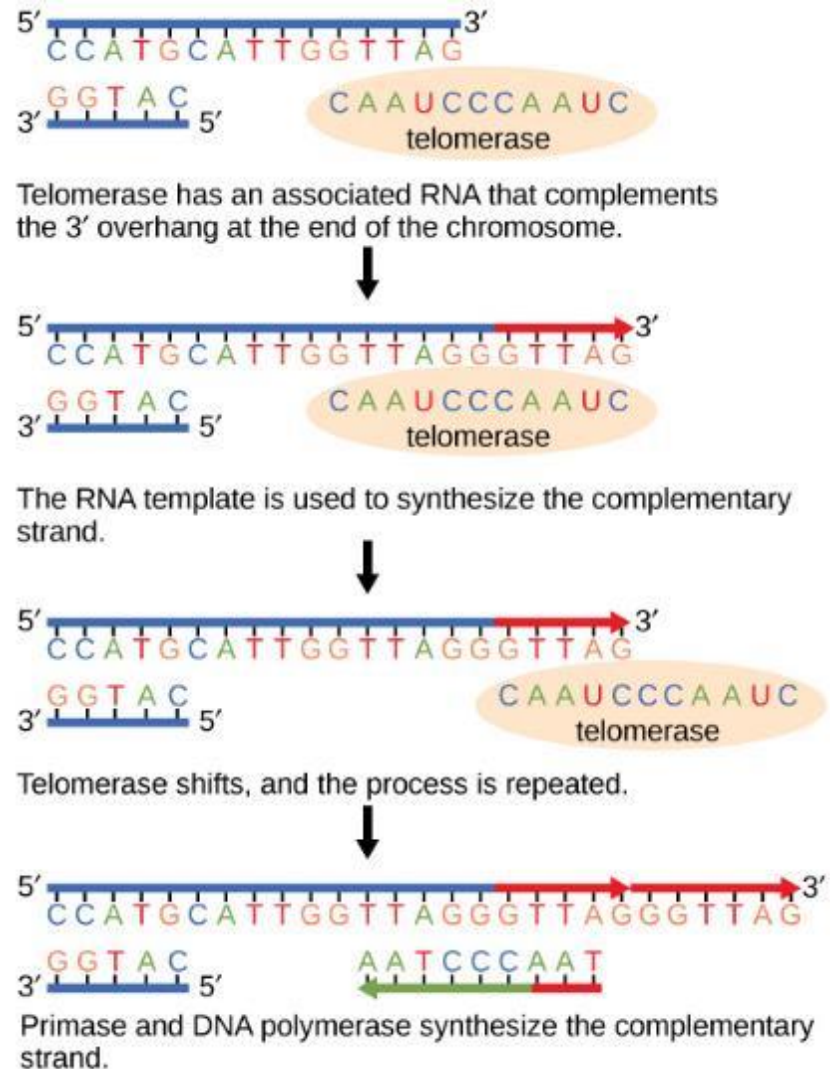 5′ 3′
CCATGCATTGGTTAG
GGTAC CAAUCCCAAUC
3′ 5′ telomerase
Telomerase has an associated RNA that complements
the 3′ overhang at the end of the chromosome.
5′ 3′
CCATGCATTGGTTAGGGTTAG
GGTAC CAAUCCCAAUC
3′ 5′ telomerase
The RNA template is used to synthesize the complementary
strand.
5′ 3′
CCATGCATTGGTTAGGGTTAG
GGTAC CAAUCCCAAUC
3′ 5′ telomerase
Telomerase shifts, and the process is repeated.
5′ 3′
CCATGCATTGGTTAGGGTTAGGGTTAG
GGTAC AATCCCAAT
3′ 5′
Primase and DNA polymerase synthesize the complementary
strand.